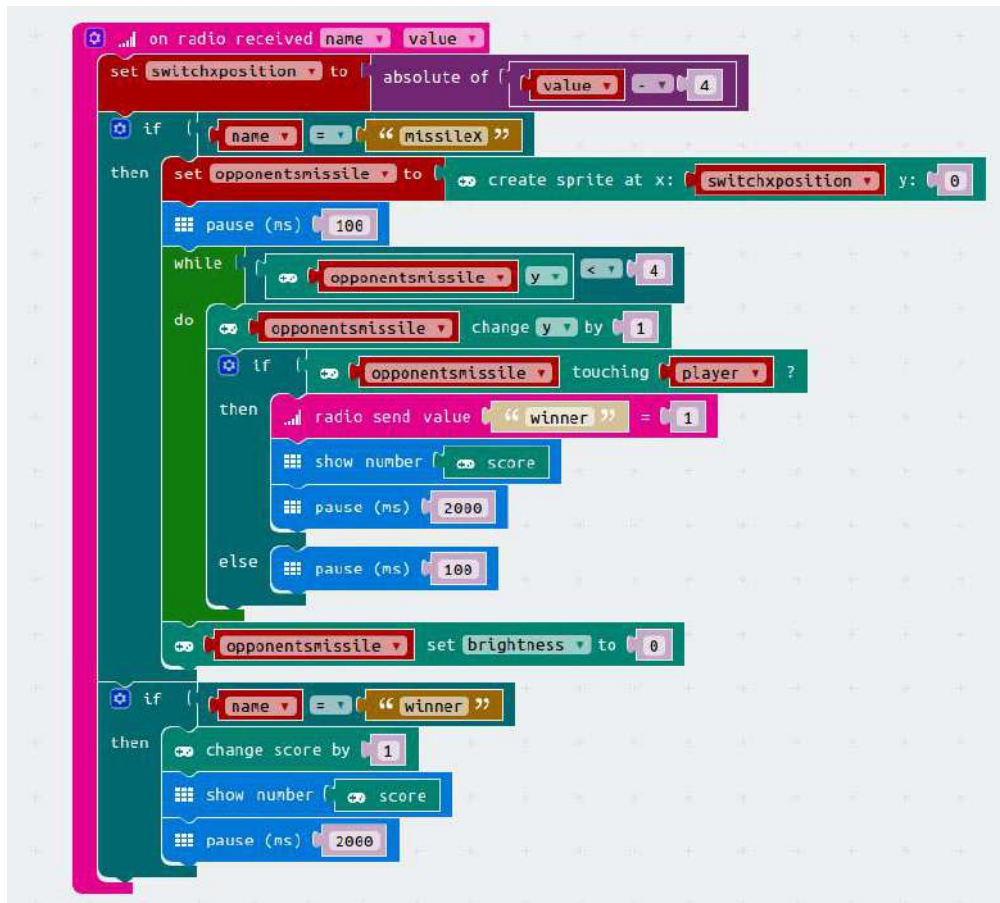 on radio received name value
set switchxposition to absolute of value - 4
if name = “ missileX ”
then set opponentsmissile to create sprite at x: switchxposition y: 0
pause (ms) 100
while opponentsmissile y < 4
do opponentsmissile change y by 1
if opponentsmissile touching player ?
then radio send value “ winner ” = 1
show number score
pause (ms) 2000
else pause (ms) 100
opponentsmissile set brightness to 0
if name = “ winner ”
then change score by 1
show number score
pause (ms) 2000